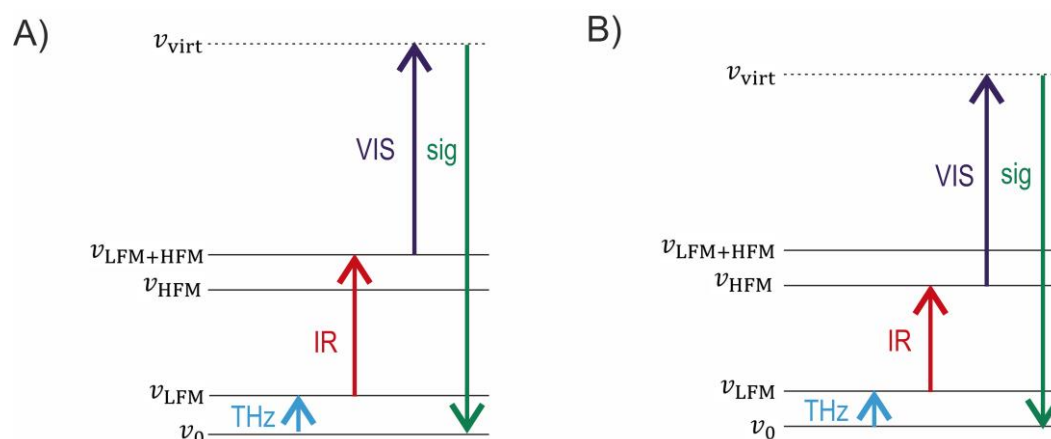 A)
v_virt
VIS
sig
v_LFM+HFM
v_HFM
IR
v_LFM
THz
v_0
B)
v_virt
VIS
sig
v_LFM+HFM
v_HFM
IR
v_LFM
THz
v_0